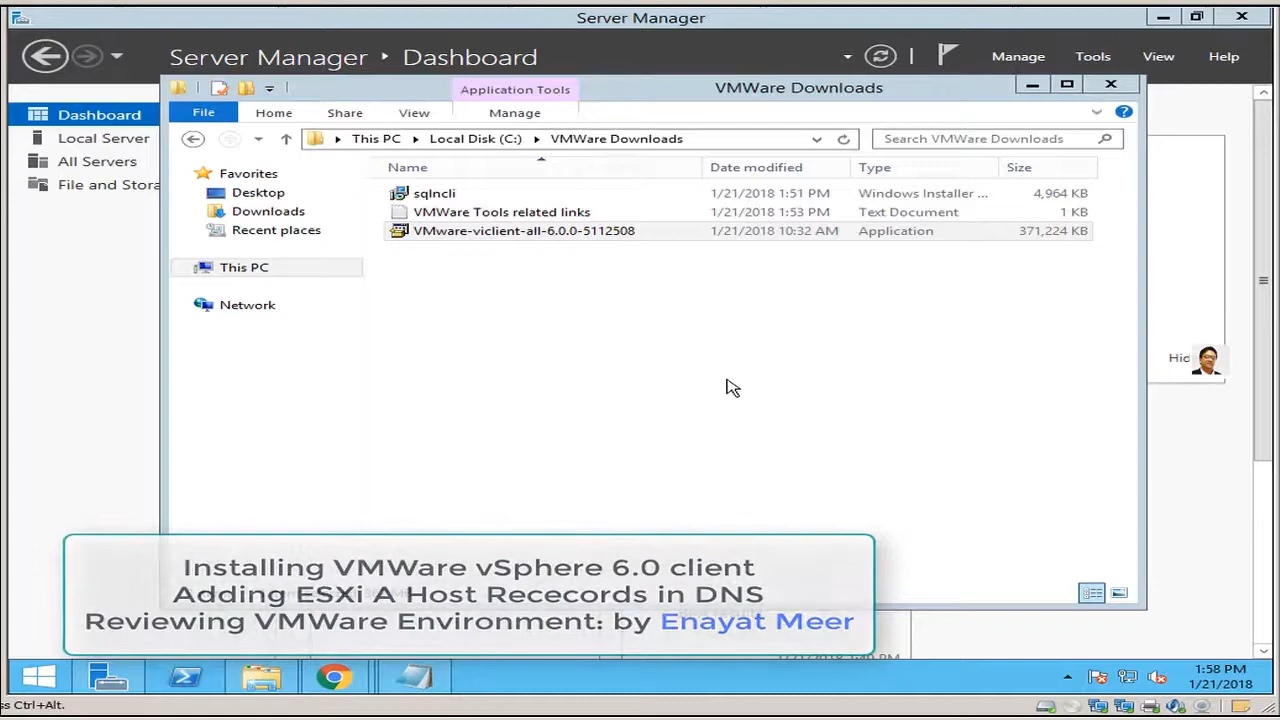 Server Manager
Server Manager ▸ Dashboard
Manage Tools View Help
Application Tools
VMWare Downloads
File Home Share View Manage
This PC Local Disk (C:) VMWare Downloads
Search VMWare Downloads
Dashboard
Local Server
All Servers
File and Stora
Favorites
Desktop
Downloads
Recent places
This PC
Network
Name Date modified Type Size
sqlncli 1/21/2018 1:51 PM Windows Installer ... 4,964 KB
VMWare Tools related links 1/21/2018 1:53 PM Text Document 1 KB
VMware-viclient-all-6.0.0-5112508 1/21/2018 10:32 AM Application 371,224 KB
Hid
Installing VMWare vSphere 6.0 client
Adding ESXi A Host Rececords in DNS
Reviewing VMWare Environment: by Enayat Meer
1:58 PM
1/21/2018
ss Ctrl+Alt.